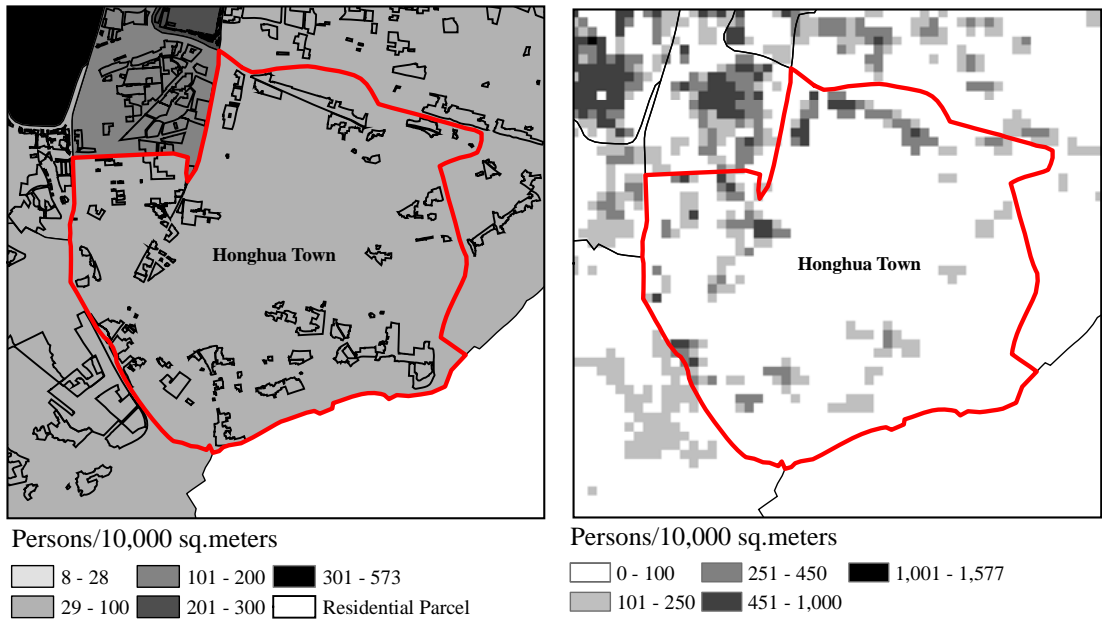 Honghua Town
Persons/10,000 sq.meters
8 - 28
101 - 200
301 - 573
29 - 100
201 - 300
Residential Parcel
Honghua Town
Persons/10,000 sq.meters
0 - 100
251 - 450
1,001 - 1,577
101 - 250
451 - 1,000